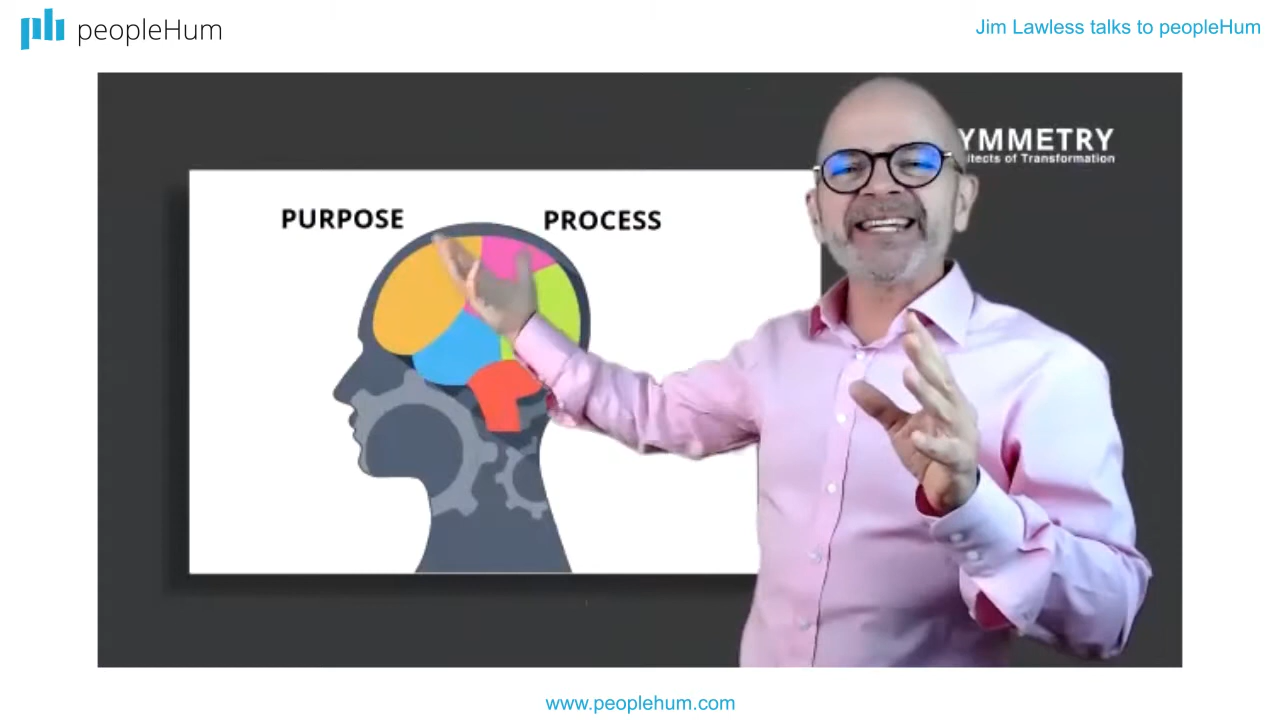 peopleHum
Jim Lawless talks to peopleHum
YMMETRY
itects of Transformation
PURPOSE
PROCESS
www.peoplehum.com